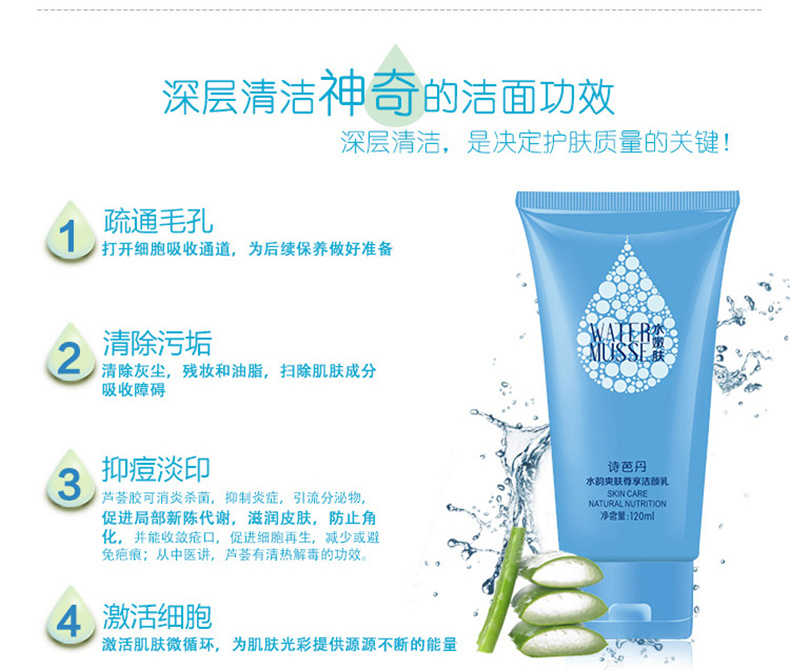 深层清洁神奇的洁面功效
深层清洁，是决定护肤质量的关键！
1
疏通毛孔
打开细胞吸收通道，为后续保养做好准备
2
清除污垢
清除灰尘，残妆和油脂，扫除肌肤成分
吸收障碍
3
抑痘淡印
芦荟胶可消炎杀菌，抑制炎症，引流分泌物，
促进局部新陈代谢，滋润皮肤，防止角
化，并能收敛疮口，促进细胞再生，减少或避
免疤痕；从中医讲，芦荟有清热解毒的功效。
4
激活细胞
激活肌肤微循环，为肌肤光彩提供源源不断的能量
WATER
MUSSE
水嫩肤
诗芭丹
水韵爽肤尊享洁颜乳
SKIN CARE
NATURAL NUTRITION
净含量:120ml